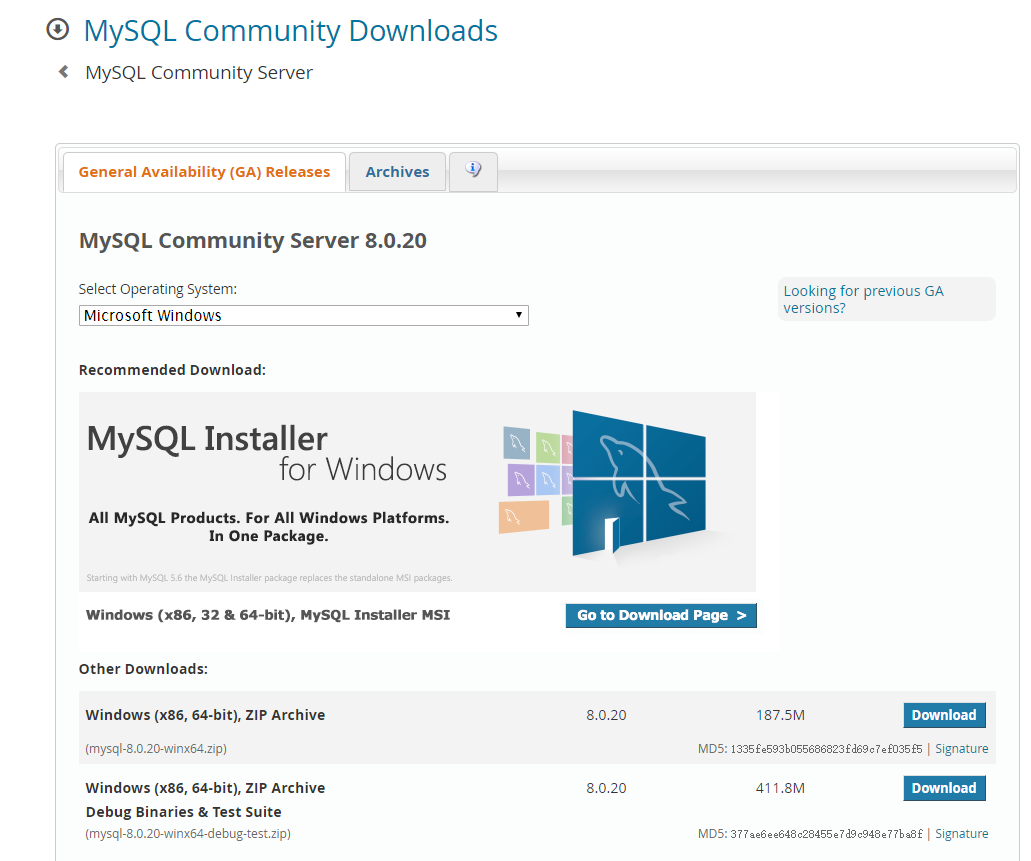 MySQL Community Downloads
MySQL Community Server
General Availability (GA) Releases
Archives
i
MySQL Community Server 8.0.20
Select Operating System:
Looking for previous GA
versions?
Microsoft Windows
Recommended Download:
MySQL Installer
for Windows
All MySQL Products. For All Windows Platforms.
In One Package.
Starting with MySQL 5.6 the MySQL Installer package replaces the standalone MSI packages.
Windows (x86, 32 & 64-bit), MySQL Installer MSI
Go to Download Page >
Other Downloads:
Windows (x86, 64-bit), ZIP Archive 8.0.20 187.5M Download
(mysql-8.0.20-winx64.zip) MD5: 1335fe593b055686823fd69c7ef035f5 | Signature
Windows (x86, 64-bit), ZIP Archive 8.0.20 411.8M Download
Debug Binaries & Test Suite
(mysql-8.0.20-winx64-debug-test.zip) MD5: 377ae6ee648c28455e7d9c948e77ba8f | Signature